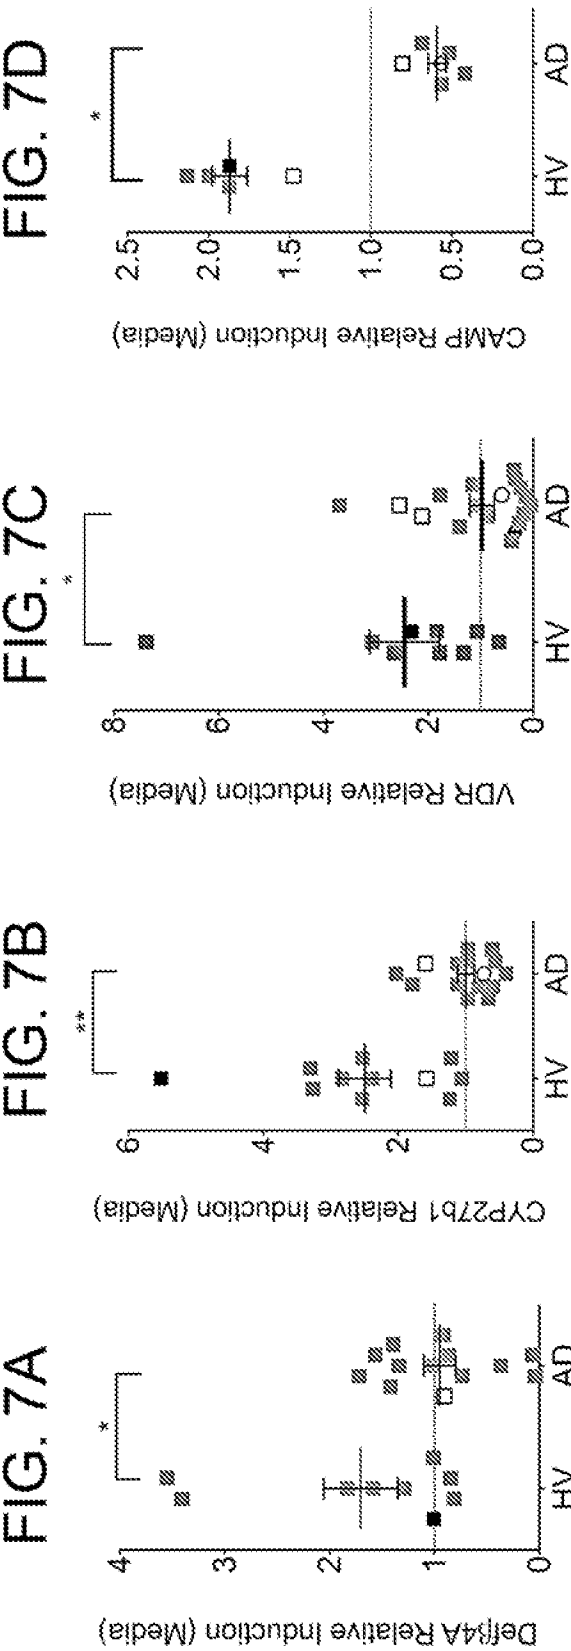 FIG. 7A
Defβ4A Relative Induction (Media)
4
3
2
1
0
*
HV
AD
FIG. 7B
CYP27b1 Relative Induction (Media)
6
4
2
0
**
HV
AD
FIG. 7C
VDR Relative Induction (Media)
8
6
4
2
0
*
HV
AD
FIG. 7D
CAMP Relative Induction (Media)
2.5
2.0
1.5
1.0
0.5
0.0
*
HV
AD